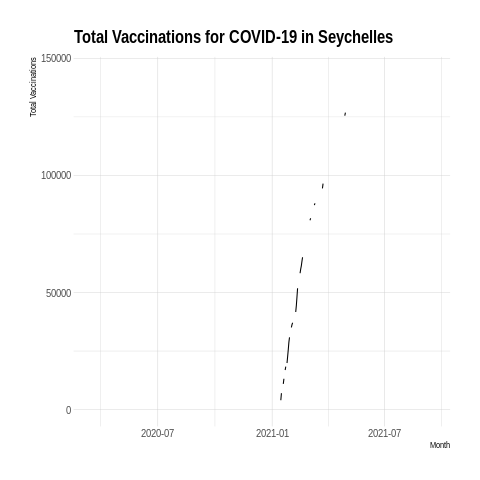 Total Vaccinations for COVID-19 in Seychelles
Total Vaccinations
150000
100000
50000
0
2020-07
2021-01
2021-07
Month